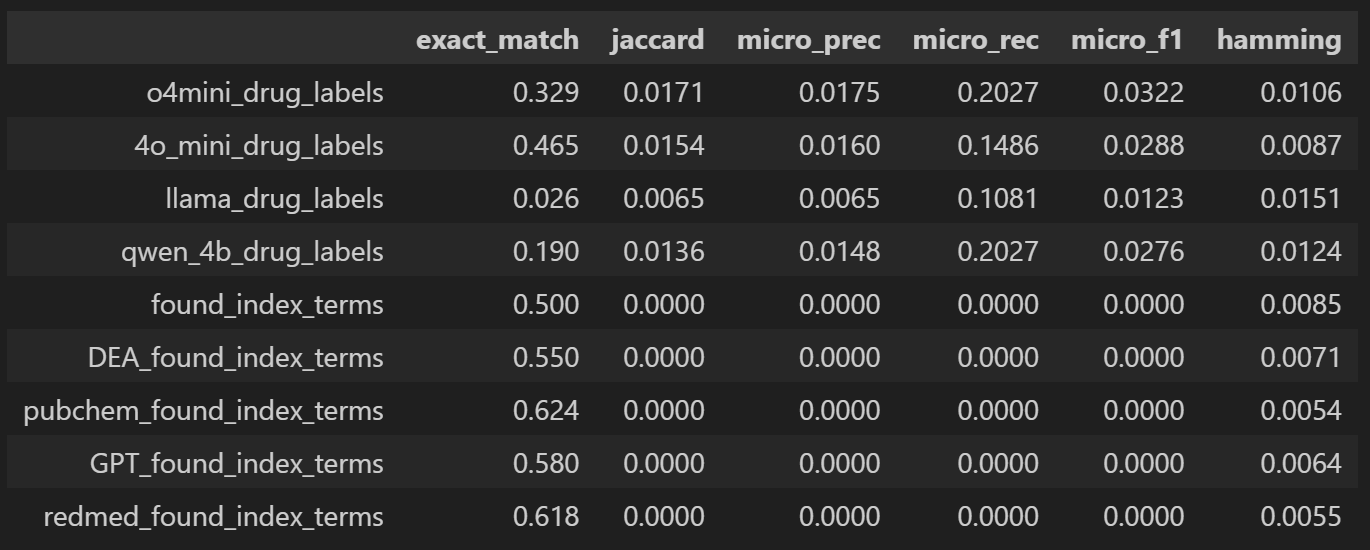 exact_match jaccard micro_prec micro_rec micro_f1 hamming
o4mini_drug_labels 0.329 0.0171 0.0175 0.2027 0.0322 0.0106
4o_mini_drug_labels 0.465 0.0154 0.0160 0.1486 0.0288 0.0087
llama_drug_labels 0.026 0.0065 0.0065 0.1081 0.0123 0.0151
qwen_4b_drug_labels 0.190 0.0136 0.0148 0.2027 0.0276 0.0124
found_index_terms 0.500 0.0000 0.0000 0.0000 0.0000 0.0085
DEA_found_index_terms 0.550 0.0000 0.0000 0.0000 0.0000 0.0071
pubchem_found_index_terms 0.624 0.0000 0.0000 0.0000 0.0000 0.0054
GPT_found_index_terms 0.580 0.0000 0.0000 0.0000 0.0000 0.0064
redmed_found_index_terms 0.618 0.0000 0.0000 0.0000 0.0000 0.0055